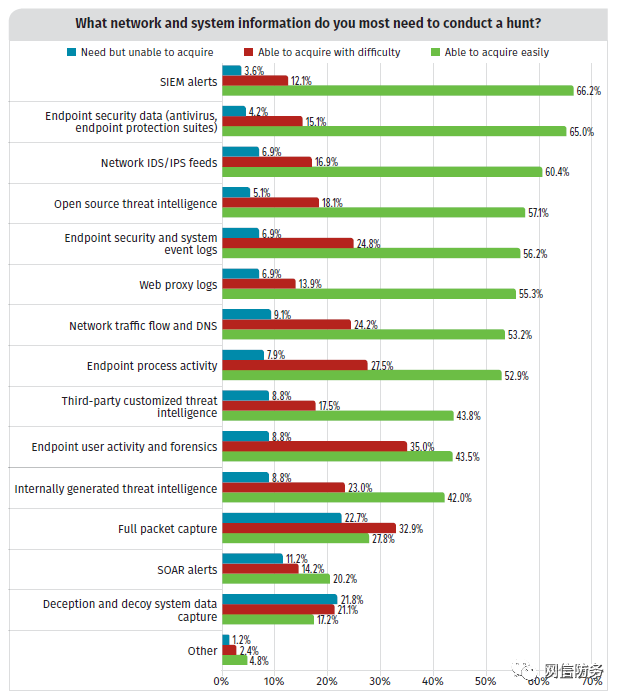 What network and system information do you most need to conduct a hunt?
Need but unable to acquire
Able to acquire with difficulty
Able to acquire easily
SIEM alerts
3.6%
12.1%
66.2%
Endpoint security data (antivirus,
endpoint protection suites)
4.2%
15.1%
65.0%
Network IDS/IPS feeds
6.9%
16.9%
60.4%
Open source threat intelligence
5.1%
18.1%
57.1%
Endpoint security and system
event logs
6.9%
24.8%
56.2%
Web proxy logs
6.9%
13.9%
55.3%
Network traffic flow and DNS
9.1%
24.2%
53.2%
Endpoint process activity
7.9%
27.5%
52.9%
Third-party customized threat
intelligence
8.8%
17.5%
43.8%
Endpoint user activity and forensics
8.8%
35.0%
43.5%
Internally generated threat intelligence
8.8%
23.0%
42.0%
Full packet capture
22.7%
32.9%
27.8%
SOAR alerts
11.2%
14.2%
20.2%
Deception and decoy system data
capture
21.8%
21.1%
17.2%
Other
1.2%
2.4%
4.8%
网信防务
0% 10% 20% 30% 40% 50% 60% 70%